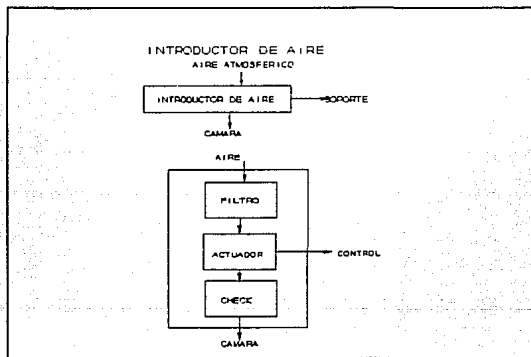 INTRODUCTOR DE AIRE
AIRE ATMOSFERICO
INTRODUCTOR DE AIRE
SOPORTE
CAMARA
AIRE
FILTRO
ACTUADOR
CONTROL
CHECK
CAMARA